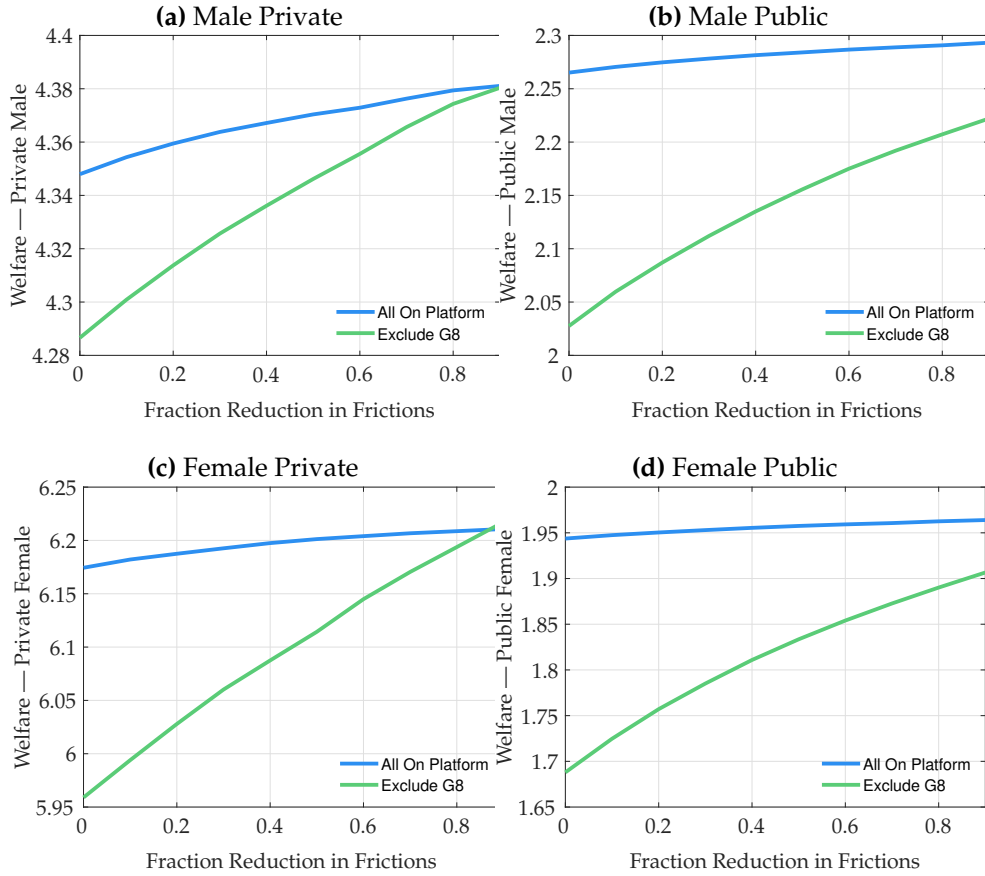 (a) Male Private
4.4
4.38
4.36
4.34
4.32
4.3
4.28
Welfare — Private Male
All On Platform
Exclude G8
0 0.2 0.4 0.6 0.8
Fraction Reduction in Frictions
(b) Male Public
2.3
2.25
2.2
2.15
2.1
2.05
2
Welfare — Public Male
All On Platform
Exclude G8
0 0.2 0.4 0.6 0.8
Fraction Reduction in Frictions
(c) Female Private
6.25
6.2
6.15
6.1
6.05
6
5.95
Welfare — Private Female
All On Platform
Exclude G8
0 0.2 0.4 0.6 0.8
Fraction Reduction in Frictions
(d) Female Public
2
1.95
1.9
1.85
1.8
1.75
1.7
1.65
Welfare — Public Female
All On Platform
Exclude G8
0 0.2 0.4 0.6 0.8
Fraction Reduction in Frictions